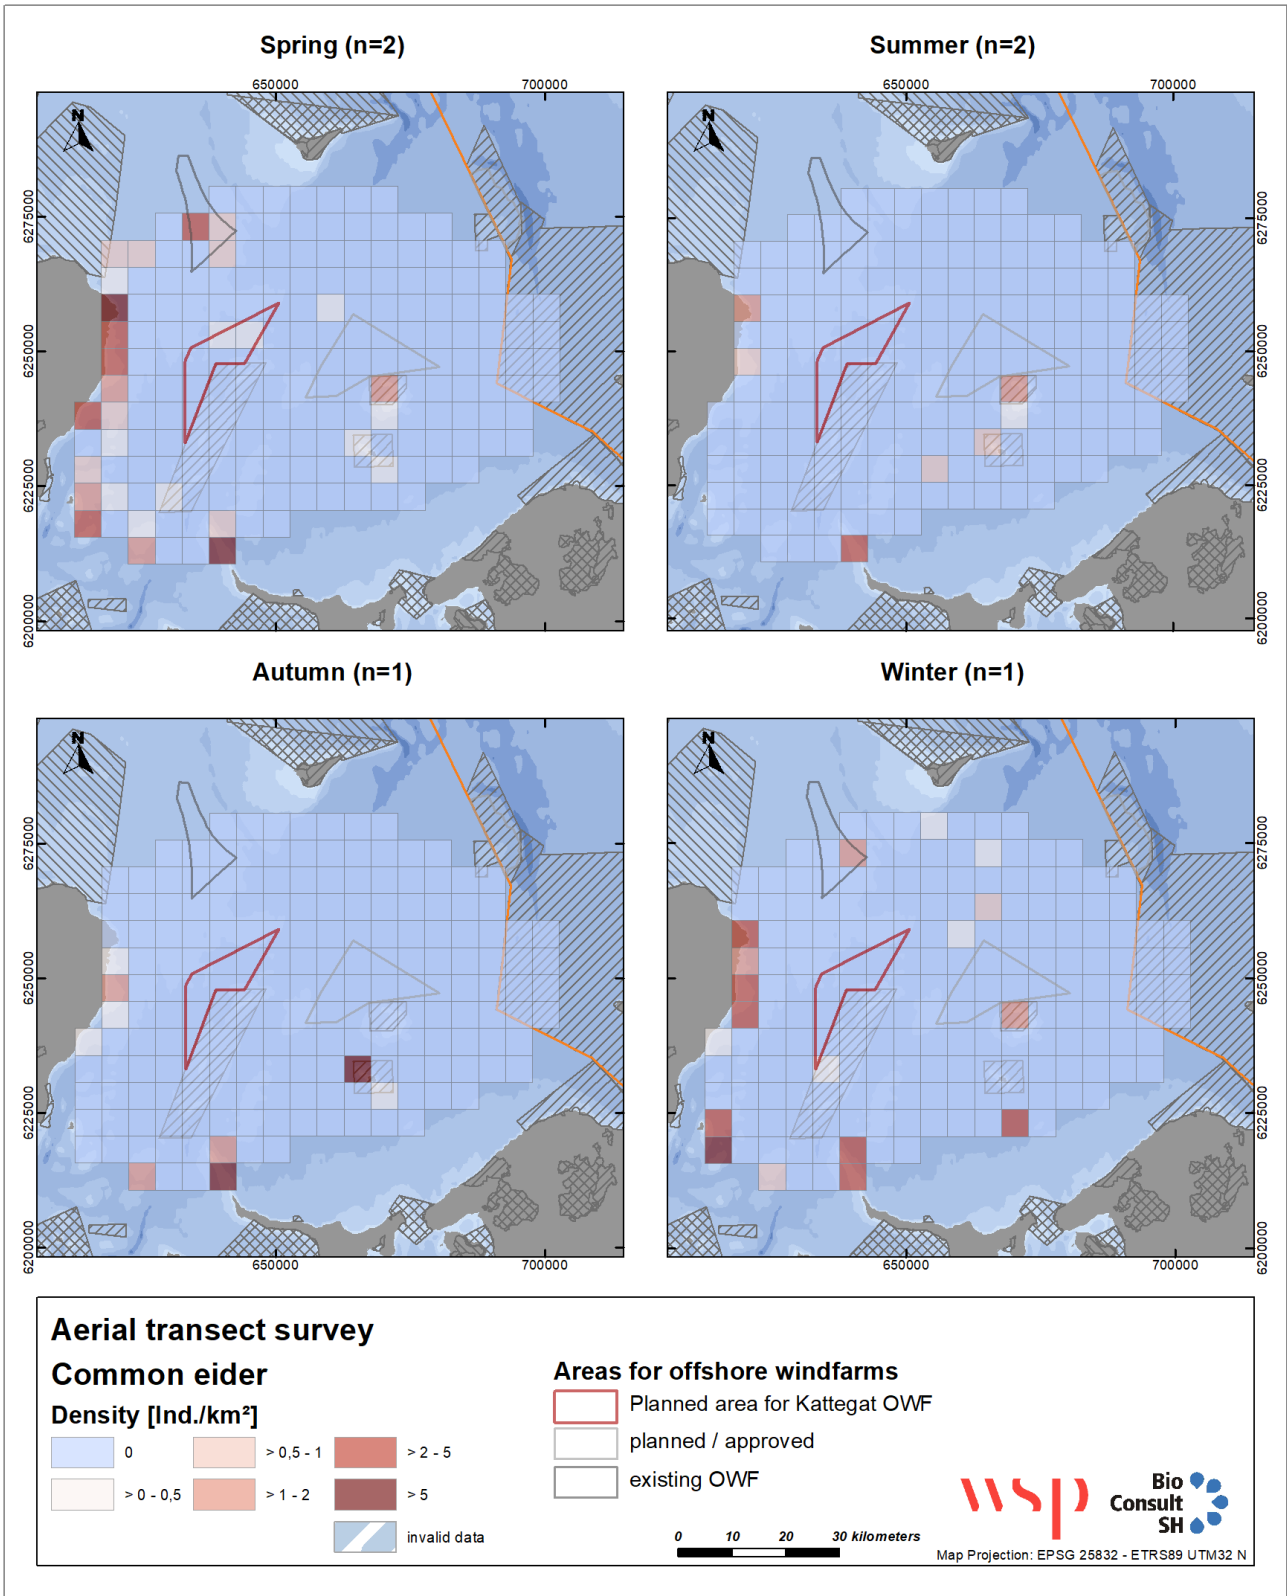 Spring (n=2)
Summer (n=2)
650000
700000
650000
700000
N
N
6275000
6250000
6225000
6200000
6275000
6250000
6225000
6200000
Autumn (n=1)
Winter (n=1)
N
N
6275000
6250000
6225000
6200000
6275000
6250000
6225000
6200000
650000
700000
650000
700000
Aerial transect survey
Common eider
Density [Ind./km²]
0
> 0 - 0,5
> 0,5 - 1
> 1 - 2
> 2 - 5
> 5
invalid data
Areas for offshore windfarms
Planned area for Kattegat OWF
planned / approved
existing OWF
0 10 20 30 kilometers
wsp
Bio
Consult
SH
Map Projection: EPSG 25832 - ETRS89 UTM32 N